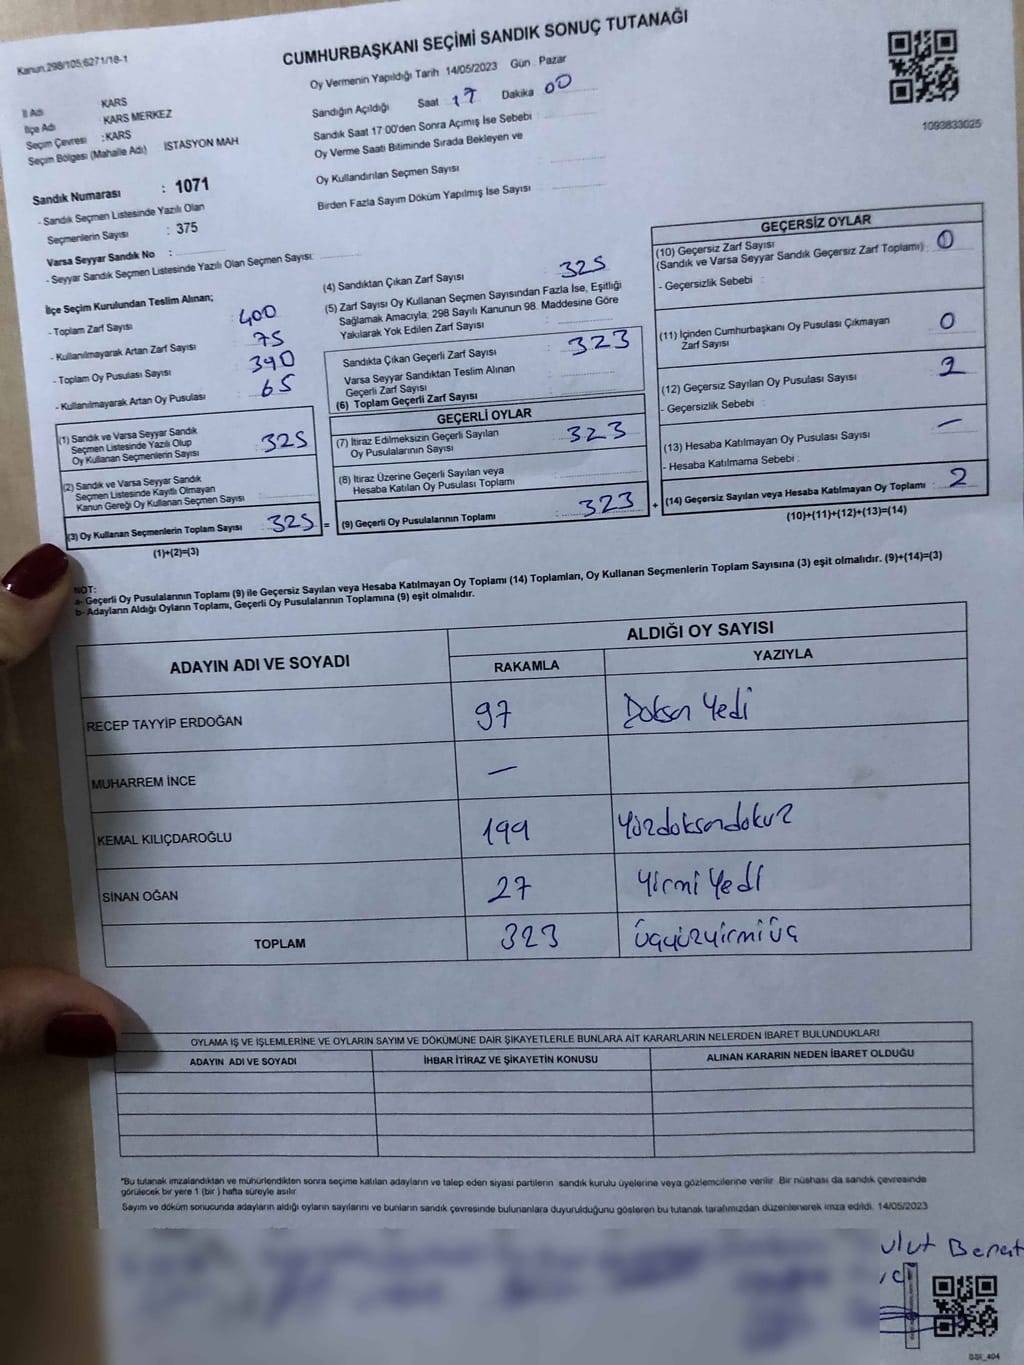 Kanun.298/105;6271/18-1
CUMHURBAŞKANI SEÇİMİ SANDIK SONUÇ TUTANAĞI
1093833025
Oy Vermenin Yapıldığı Tarih 14/05/2023 Gün Pazar
İl Adı KARS
İlçe Adı KARS MERKEZ
Seçim Çevresi :KARS
Seçim Bölgesi (Mahalle Adı) İSTASYON MAH
Sandığın Açıldığı Saat 17 Dakika 00
Sandık Saat 17 00'den Sonra Açımış İse Sebebi :
Oy Verme Saati Bitiminde Sırada Bekleyen ve
Oy Kullandırılan Seçmen Sayısı
Birden Fazla Sayım Döküm Yapılmış İse Sayısı
Sandık Numarası : 1071
- Sandık Seçmen Listesinde Yazılı Olan
Seçmenlerin Sayısı : 375
Varsa Seyyar Sandık No :
- Seyyar Sandık Seçmen Listesinde Yazılı Olan Seçmen Sayısı:
İlçe Seçim Kurulundan Teslim Alınan;
- Toplam Zarf Sayısı 400
- Kullanılmayarak Artan Zarf Sayısı 75
- Toplam Oy Pusulası Sayısı 390
- Kullanılmayarak Artan Oy Pusulası 65
(1) Sandık ve Varsa Seyyar Sandık
Seçmen Listesinde Yazılı Olup
Oy Kullanan Seçmenlerin Sayısı : 325
(2) Sandık ve Varsa Seyyar Sandık
Seçmen Listesinde Kayıtlı Olmayan
Kanun Gereği Oy Kullanan Seçmen Sayısı
(3) Oy Kullanan Seçmenlerin Toplam Sayısı : 325 =
(1)+(2)=(3)
(4) Sandıktan Çıkan Zarf Sayısı : 325
(5) Zarf Sayısı Oy Kullanan Seçmen Sayısından Fazla İse, Eşitliği
Sağlamak Amacıyla; 298 Sayılı Kanunun 98. Maddesine Göre
Yakılarak Yok Edilen Zarf Sayısı :
Sandıkta Çıkan Geçerli Zarf Sayısı : 323
Varsa Seyyar Sandıktan Teslim Alınan
Geçerli Zarf Sayısı :
(6) Toplam Geçerli Zarf Sayısı :
GEÇERLİ OYLAR
(7) İtiraz Edilmeksizin Geçerli Sayılan
Oy Pusulalarının Sayısı : 323
(8) İtiraz Üzerine Geçerli Sayılan veya
Hesaba Katılan Oy Pusulası Toplamı :
(9) Geçerli Oy Pusulalarının Toplamı : 323 +
GEÇERSİZ OYLAR
(10) Geçersiz Zarf Sayısı
(Sandık ve Varsa Seyyar Sandık Geçersiz Zarf Toplamı) : 0
- Geçersizlik Sebebi :
(11) İçinden Cumhurbaşkanı Oy Pusulası Çıkmayan
Zarf Sayısı : 0
(12) Geçersiz Sayılan Oy Pusulası Sayısı : 2
- Geçersizlik Sebebi :
(13) Hesaba Katılmayan Oy Pusulası Sayısı : —
- Hesaba Katılmama Sebebi :
(14) Geçersiz Sayılan veya Hesaba Katılmayan Oy Toplamı : 2
(10)+(11)+(12)+(13)=(14)
NOT:
a- Geçerli Oy Pusulalarının Toplamı (9) ile Geçersiz Sayılan veya Hesaba Katılmayan Oy Toplamı (14) Toplamları, Oy Kullanan Seçmenlerin Toplam Sayısına (3) eşit olmalıdır. (9)+(14)=(3)
b- Adayların Aldığı Oyların Toplamı, Geçerli Oy Pusulalarının Toplamına (9) eşit olmalıdır.
ADAYIN ADI VE SOYADI ALDIĞI OY SAYISI
RAKAMLA YAZIYLA
RECEP TAYYİP ERDOĞAN 97 Doksan Yedi
MUHARREM İNCE —
KEMAL KILIÇDAROĞLU 199 Yüzdoksandokuz
SİNAN OĞAN 27 Yirmi Yedi
TOPLAM 323 Üçyüzyirmi üç
OYLAMA İŞ VE İŞLEMLERİNE VE OYLARIN SAYIM VE DÖKÜMÜNE DAİR ŞİKAYETLERLE BUNLARA AİT KARARLARIN NELERDEN İBARET BULUNDUKLARI
ADAYIN ADI VE SOYADI İHBAR İTİRAZ VE ŞİKAYETİN KONUSU ALINAN KARARIN NEDEN İBARET OLDUĞU
*Bu tutanak imzalandıktan ve mühürlendikten sonra seçime katılan adayların ve talep eden siyasi partilerin sandık kurulu üyelerine veya gözlemcilerine verilir. Bir nüshası da sandık çevresinde
görülecek bir yere 1 (bir ) hafta süreyle asılır.
Sayım ve döküm sonucunda adayların aldığı oyların sayılarını ve bunların sandık çevresinde bulunanlara duyurulduğunu gösteren bu tutanak tarafımızdan düzenlenerek imza edildi. 14/05/2023
ulut Berat